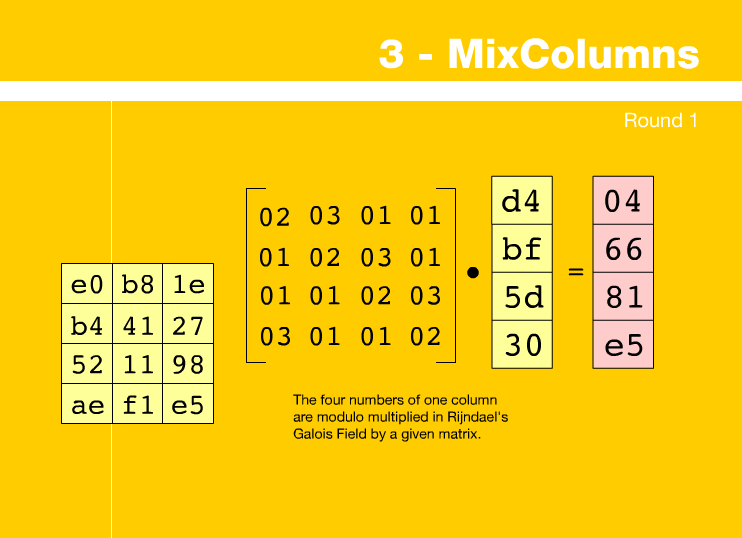 3 - MixColumns
Round 1
02 03 01 01
01 02 03 01
01 01 02 03
03 01 01 02
d4
bf
5d
30
=
04
66
81
e5
e0 b8 1e
b4 41 27
52 11 98
ae f1 e5
The four numbers of one column
are modulo multiplied in Rijndael's
Galois Field by a given matrix.